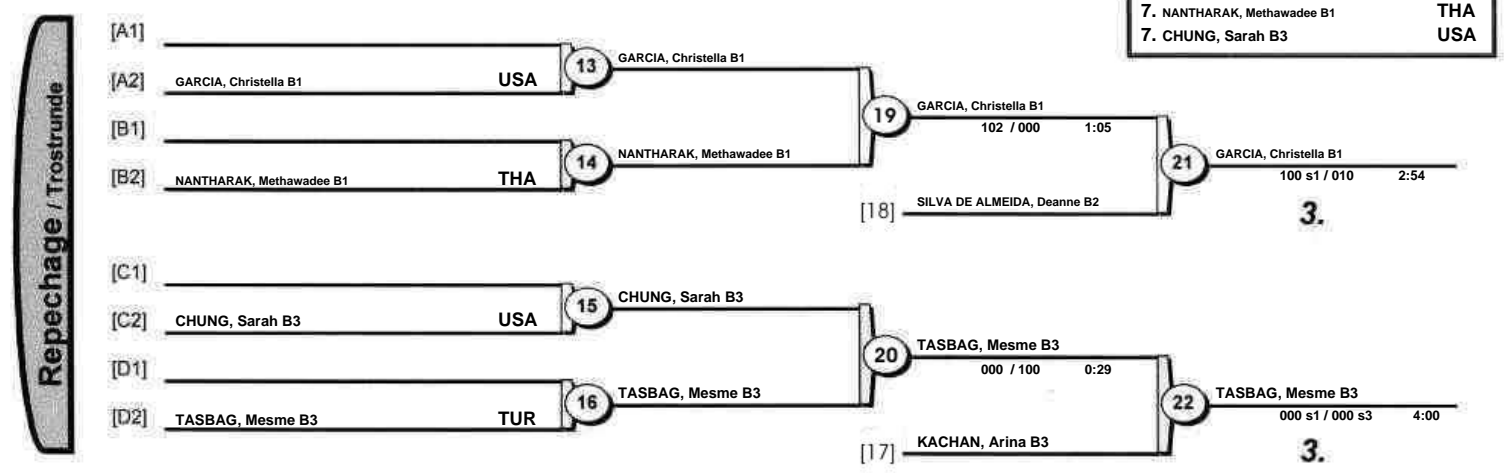 7. NANTHARAK, Methawadee B1 THA
7. CHUNG, Sarah B3 USA
Repechage / Trostrunde
[A1]
[A2] GARCIA, Christella B1 USA
13
GARCIA, Christella B1
[B1]
[B2] NANTHARAK, Methawadee B1 THA
14
NANTHARAK, Methawadee B1
19
GARCIA, Christella B1
102 / 000 1:05
[18] SILVA DE ALMEIDA, Deanne B2
21
GARCIA, Christella B1
100 s1 / 010 2:54
3.
[C1]
[C2] CHUNG, Sarah B3 USA
15
CHUNG, Sarah B3
[D1]
[D2] TASBAG, Mesme B3 TUR
16
TASBAG, Mesme B3
20
TASBAG, Mesme B3
000 / 100 0:29
[17] KACHAN, Arina B3
22
TASBAG, Mesme B3
000 s1 / 000 s3 4:00
3.